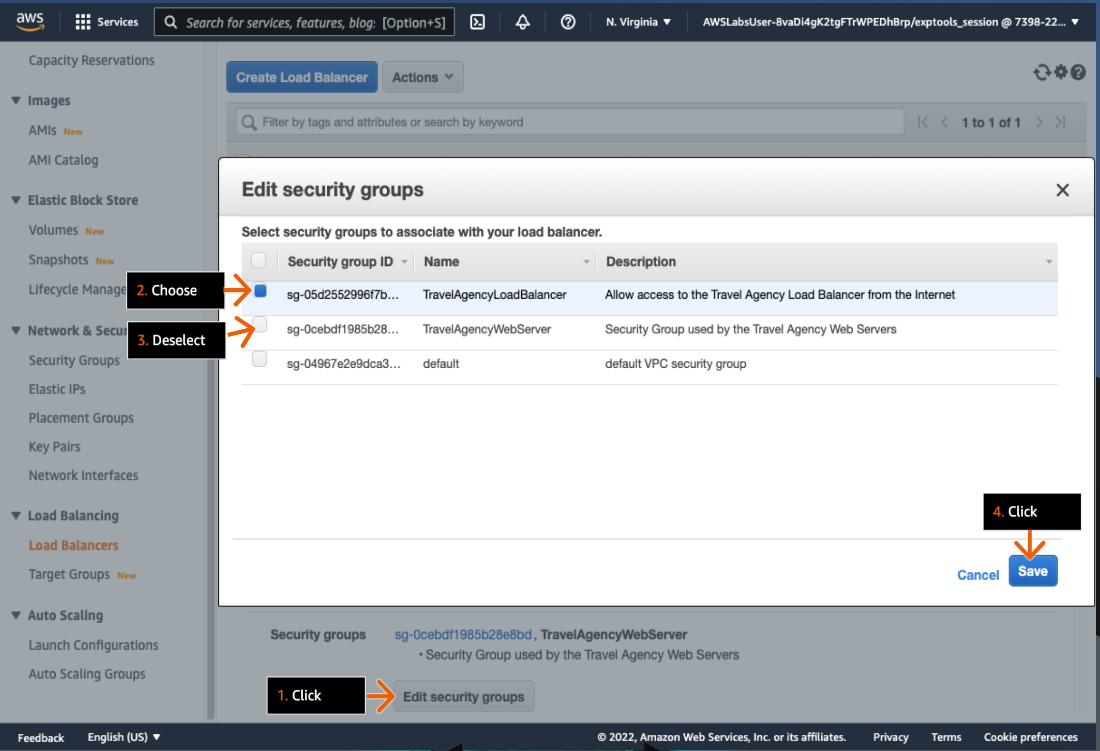 aws
Services
Search for services, features, blogs [Option+S]
N. Virginia ▼
AWSLabsUser-8vaDi4gK2tgFTrWPEDhBrp/exptools_session @ 7398-22... ▼
Capacity Reservations
Images
AMIs New
AMI Catalog
Elastic Block Store
Volumes New
Snapshots New
Lifecycle Manage
Network & Secur
Security Groups
Elastic IPs
Placement Groups
Key Pairs
Network Interfaces
Load Balancing
Load Balancers
Target Groups New
Auto Scaling
Launch Configurations
Auto Scaling Groups
Create Load Balancer
Actions
Filter by tags and attributes or search by keyword
1 to 1 of 1
Edit security groups
Select security groups to associate with your load balancer.
Security group ID Name Description
2. Choose
sg-05d2552996f7b... TravelAgencyLoadBalancer Allow access to the Travel Agency Load Balancer from the Internet
3. Deselect
sg-0cebdf1985b28... TravelAgencyWebServer Security Group used by the Travel Agency Web Servers
sg-04967e2e9dca3... default default VPC security group
4. Click
Cancel Save
Security groups sg-0cebdf1985b28e8bd, TravelAgencyWebServer
• Security Group used by the Travel Agency Web Servers
1. Click
Edit security groups
Feedback English (US) ▼ © 2022, Amazon Web Services, Inc. or its affiliates. Privacy Terms Cookie preferences